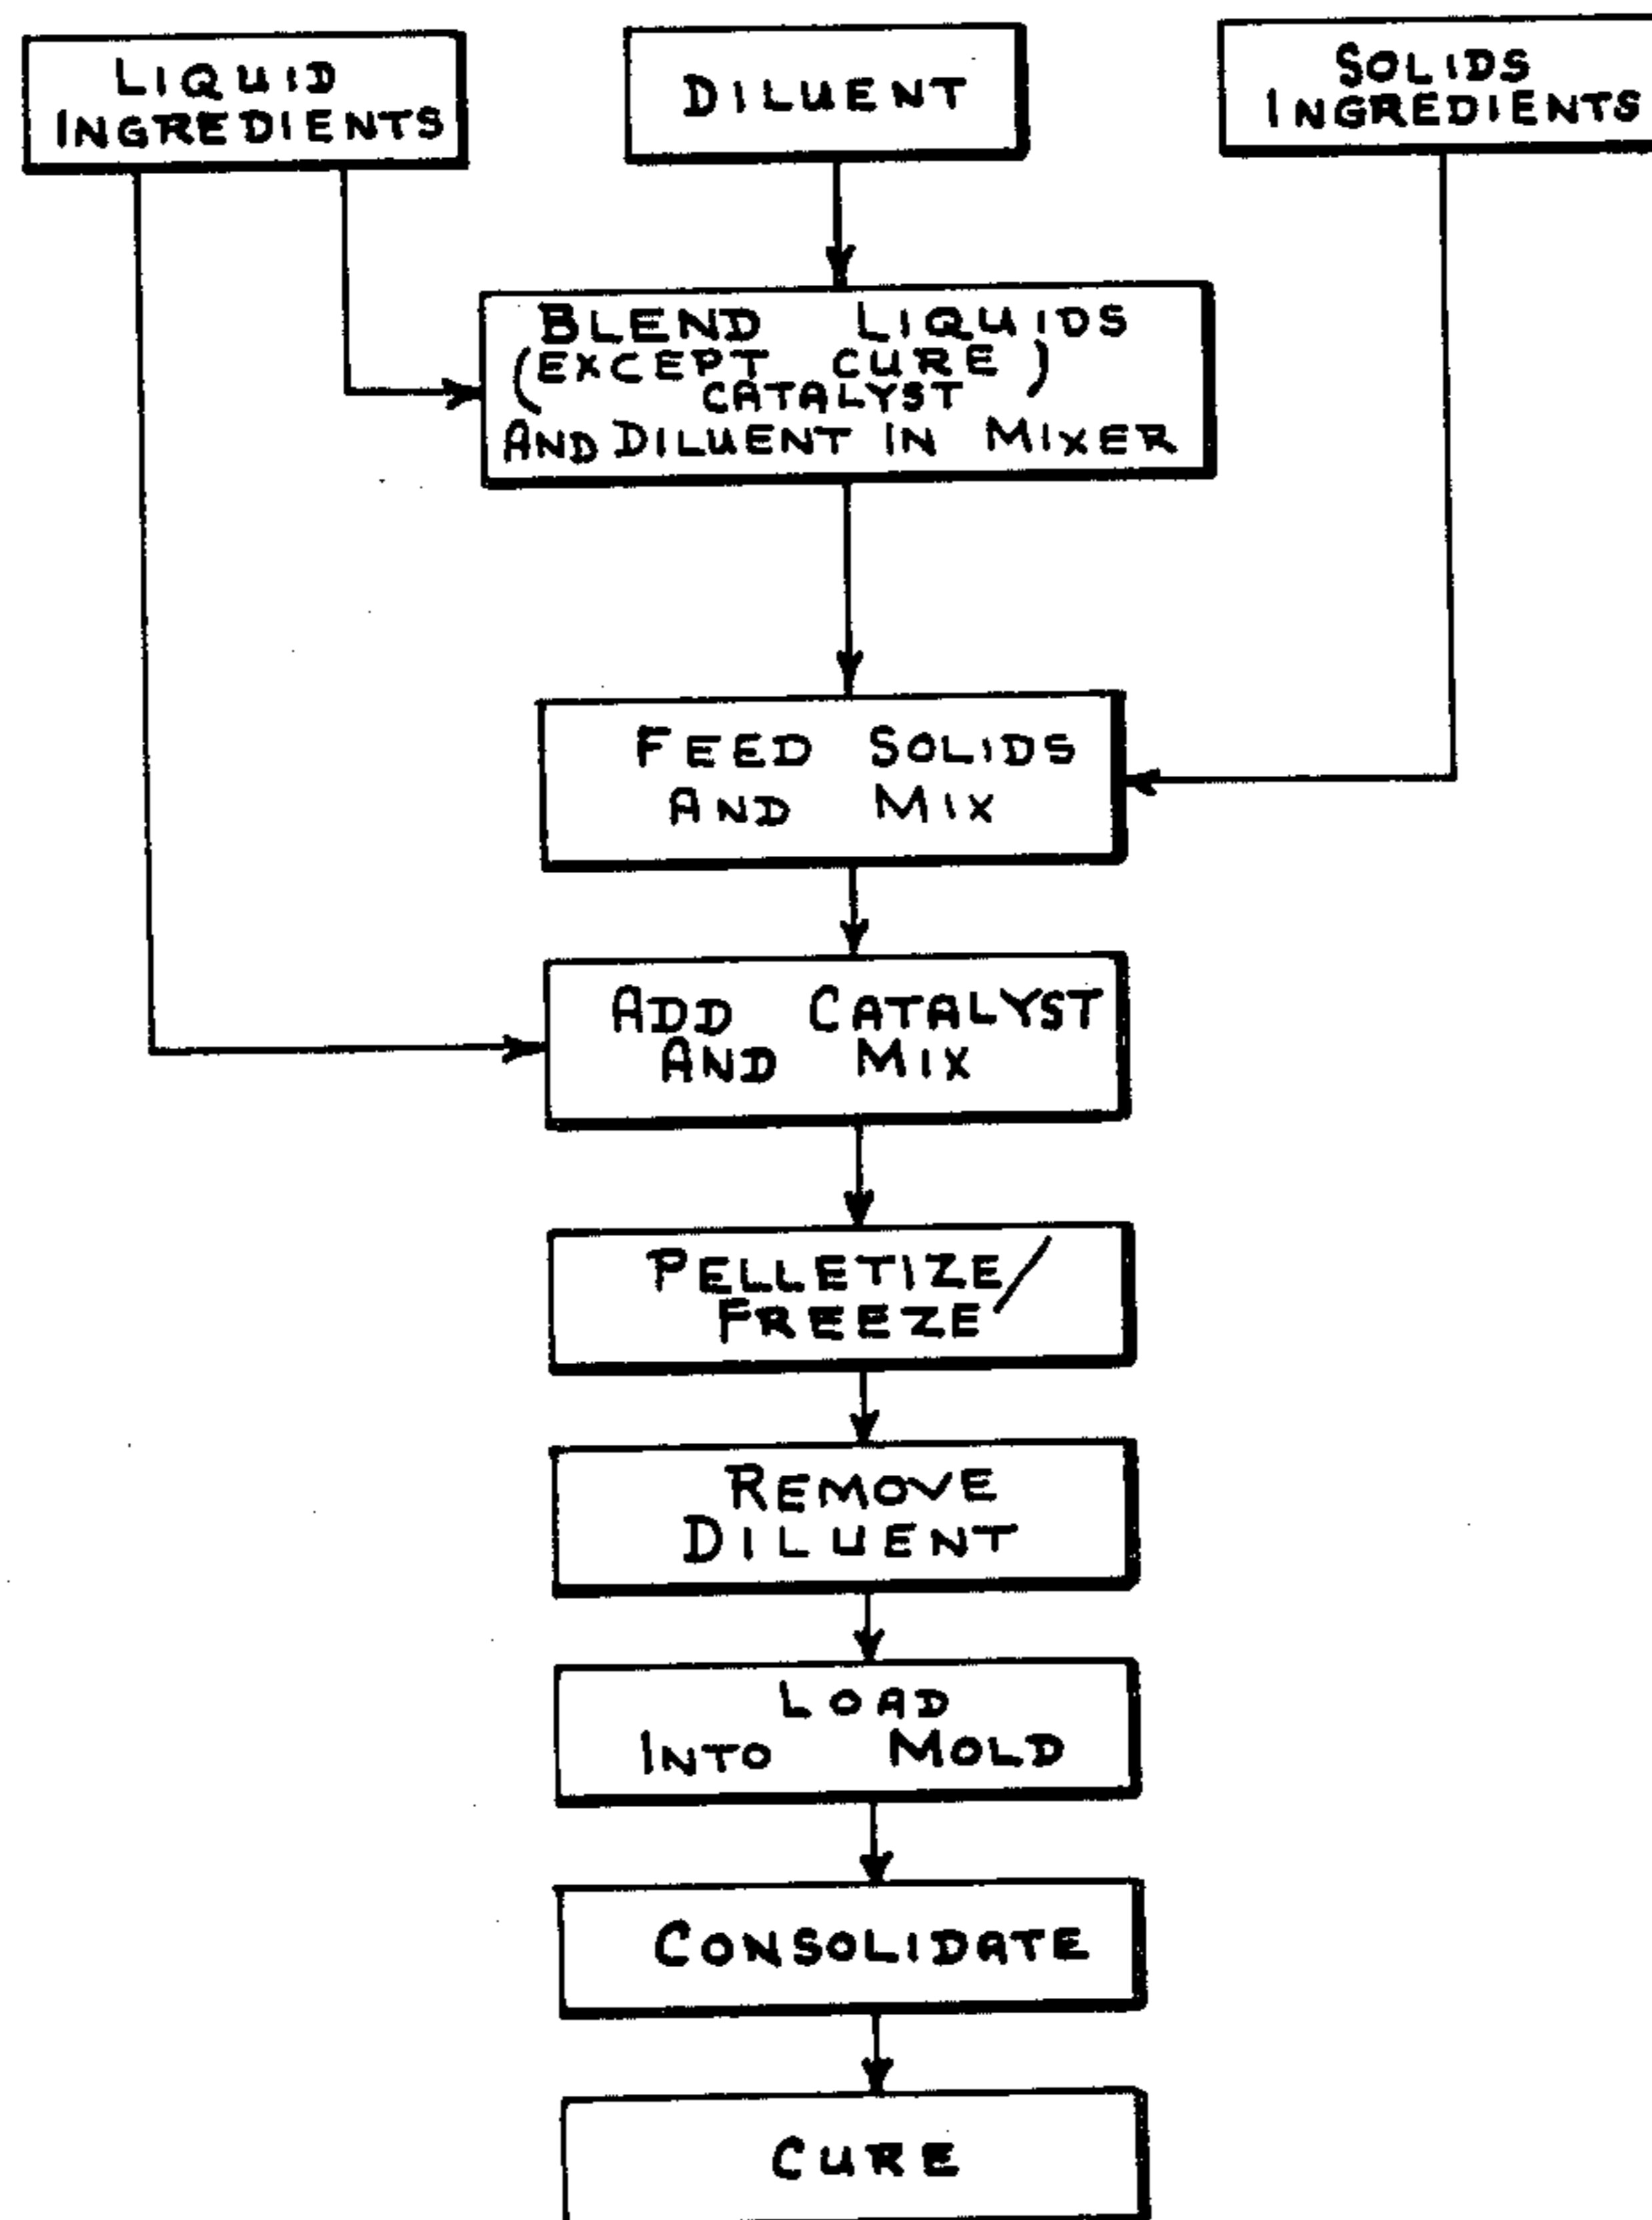 LIQUID
INGREDIENTS
DILUENT
SOLIDS
INGREDIENTS
BLEND LIQUIDS
(EXCEPT CURE)
CATALYST
AND DILUENT IN MIXER
FEED SOLIDS
AND MIX
ADD CATALYST
AND MIX
PELLETIZE/
FREEZE
REMOVE
DILUENT
LOAD
INTO MOLD
CONSOLIDATE
CURE